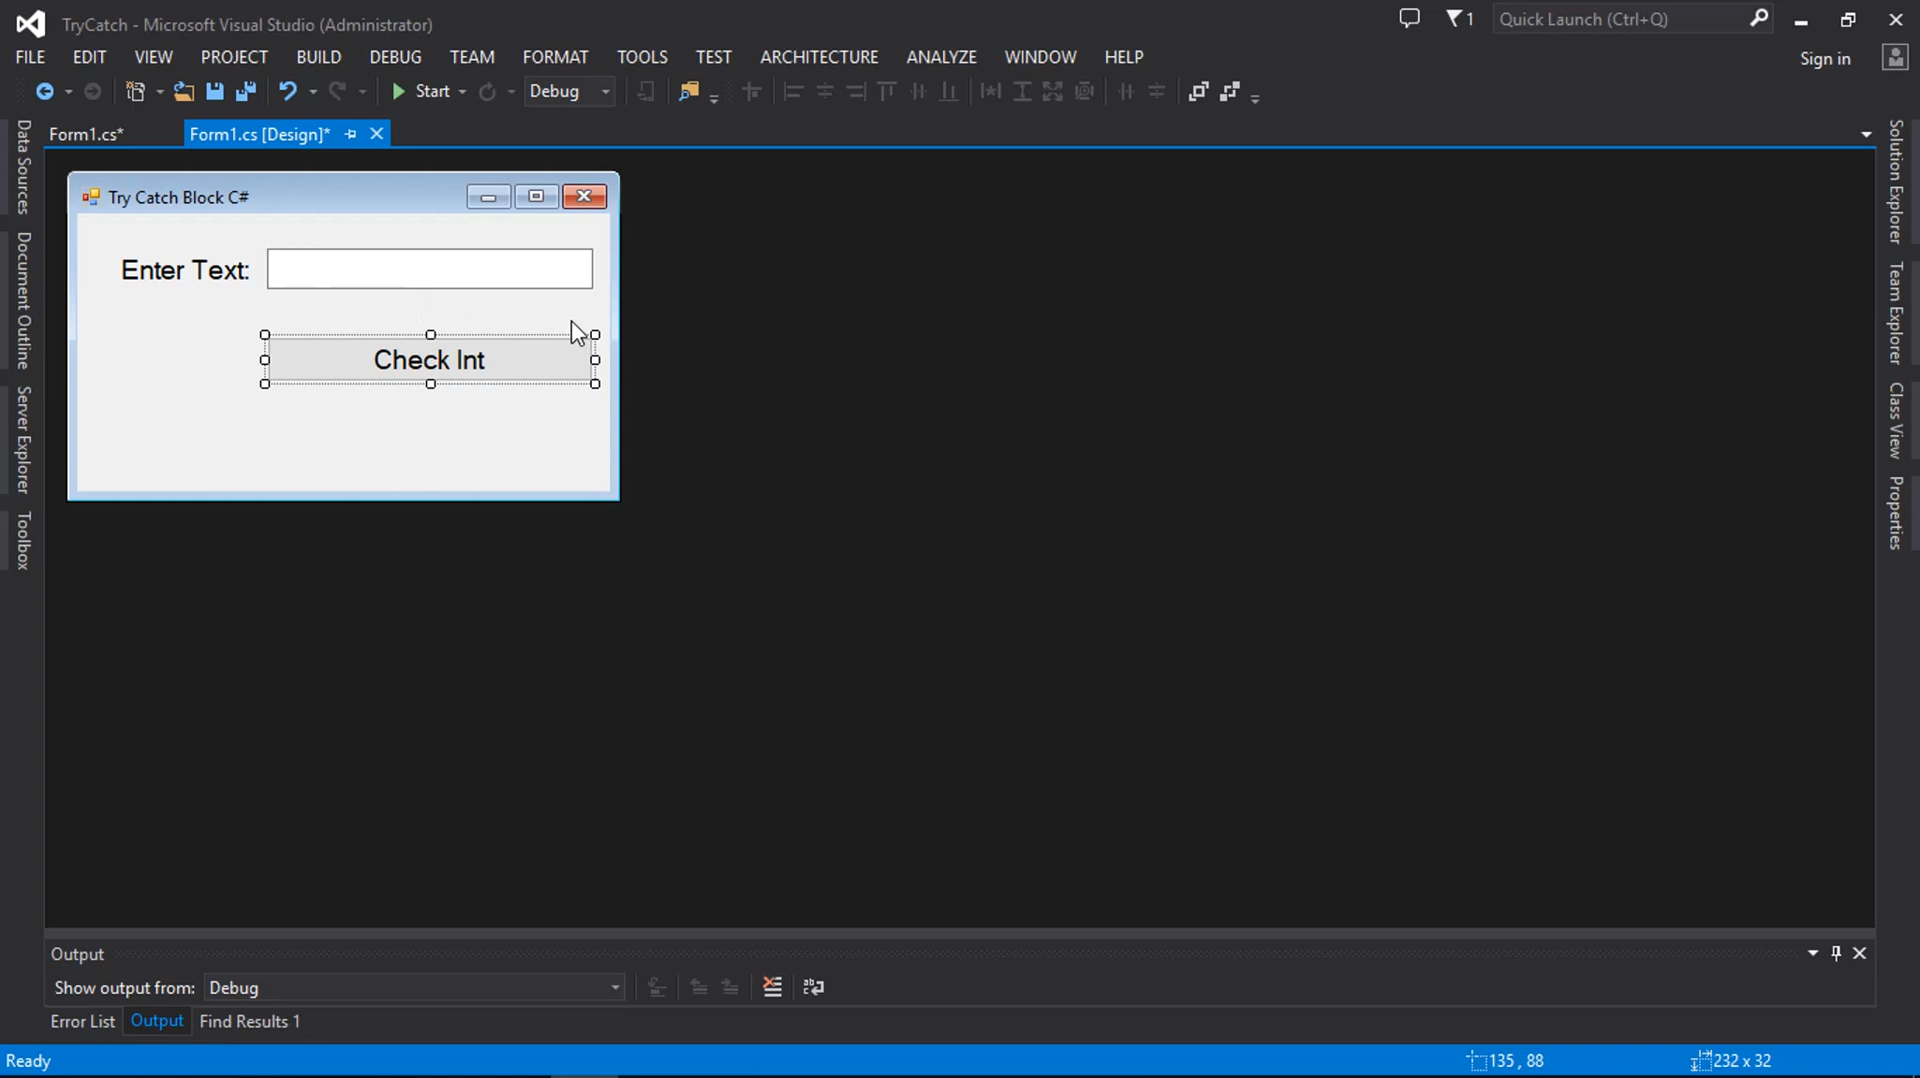 TryCatch - Microsoft Visual Studio (Administrator)
1
Quick Launch (Ctrl+Q)
FILE EDIT VIEW PROJECT BUILD DEBUG TEAM FORMAT TOOLS TEST ARCHITECTURE ANALYZE WINDOW HELP
Sign in
Start
Debug
Form1.cs*
Form1.cs [Design]*
Data Sources
Document Outline
Server Explorer
Toolbox
Try Catch Block C#
Enter Text:
Check Int
Solution Explorer
Team Explorer
Class View
Properties
Output
Show output from: Debug
Error List Output Find Results 1
Ready
135 , 88
232 x 32